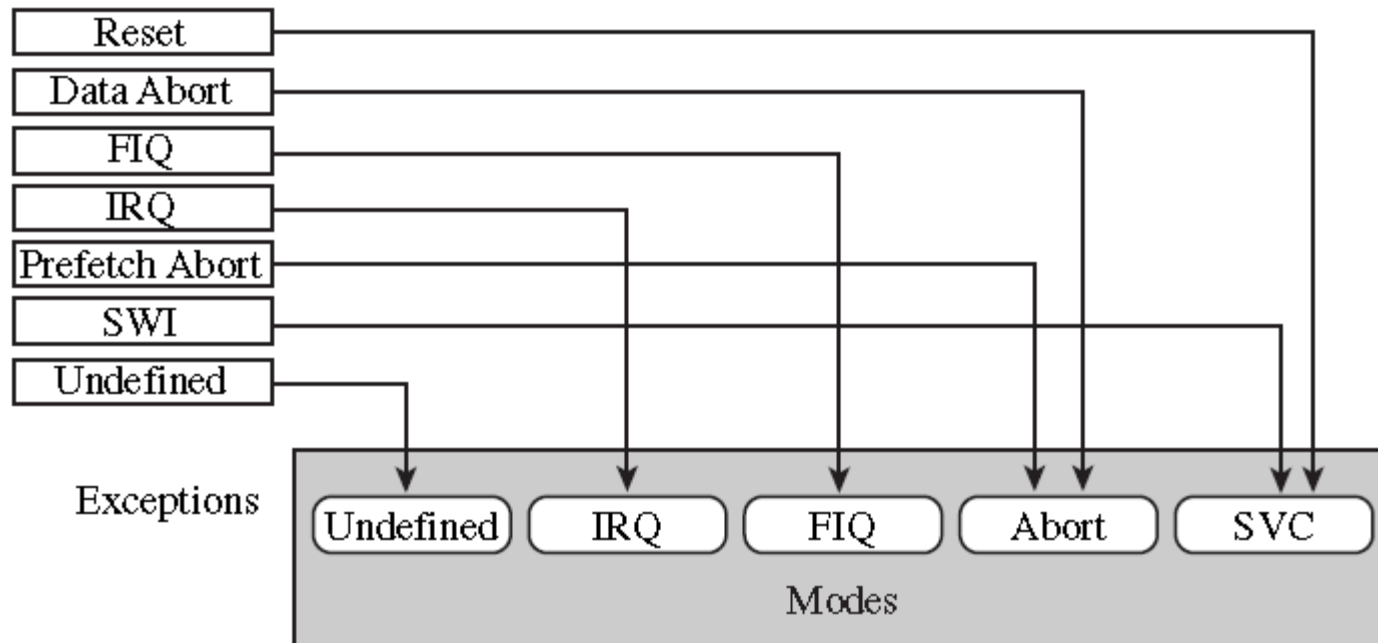 Reset
Data Abort
FIQ
IRQ
Prefetch Abort
SWI
Undefined
Exceptions
Undefined IRQ FIQ Abort SVC
Modes